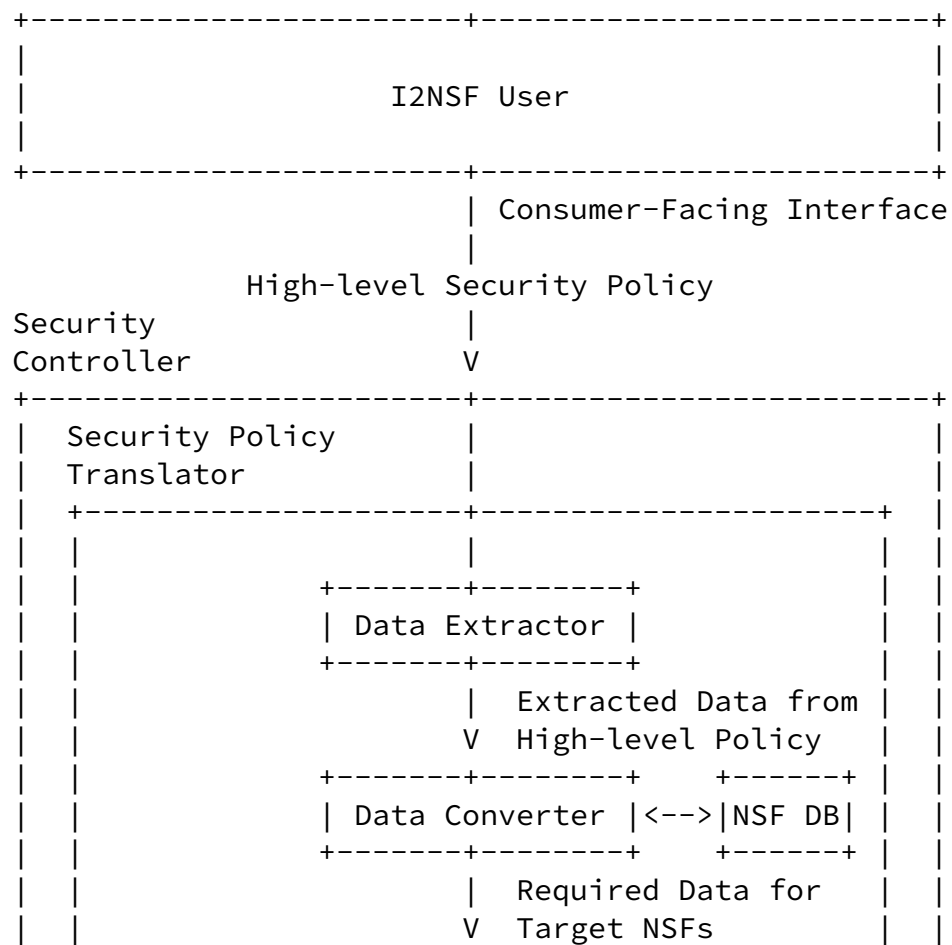 +------------------------+-------------------------+
|                                                  |
|                    I2NSF User                    |
|                                                  |
+------------------------+-------------------------+
                         | Consumer-Facing Interface
                         |
             High-level Security Policy
Security                 |
Controller               V
+------------------------+-------------------------+
|  Security Policy       |                         |
|  Translator            |                         |
|  +---------------------+----------------------+  |
|  |                     |                      |  |
|  |             +-------+--------+             |  |
|  |             | Data Extractor |             |  |
|  |             +-------+--------+             |  |
|  |                     |  Extracted Data from |  |
|  |                     V  High-level Policy   |  |
|  |             +-------+--------+    +------+ |  |
|  |             | Data Converter |<-->|NSF DB| |  |
|  |             +-------+--------+    +------+ |  |
|  |                     |  Required Data for   |  |
|  |                     V  Target NSFs         |  |